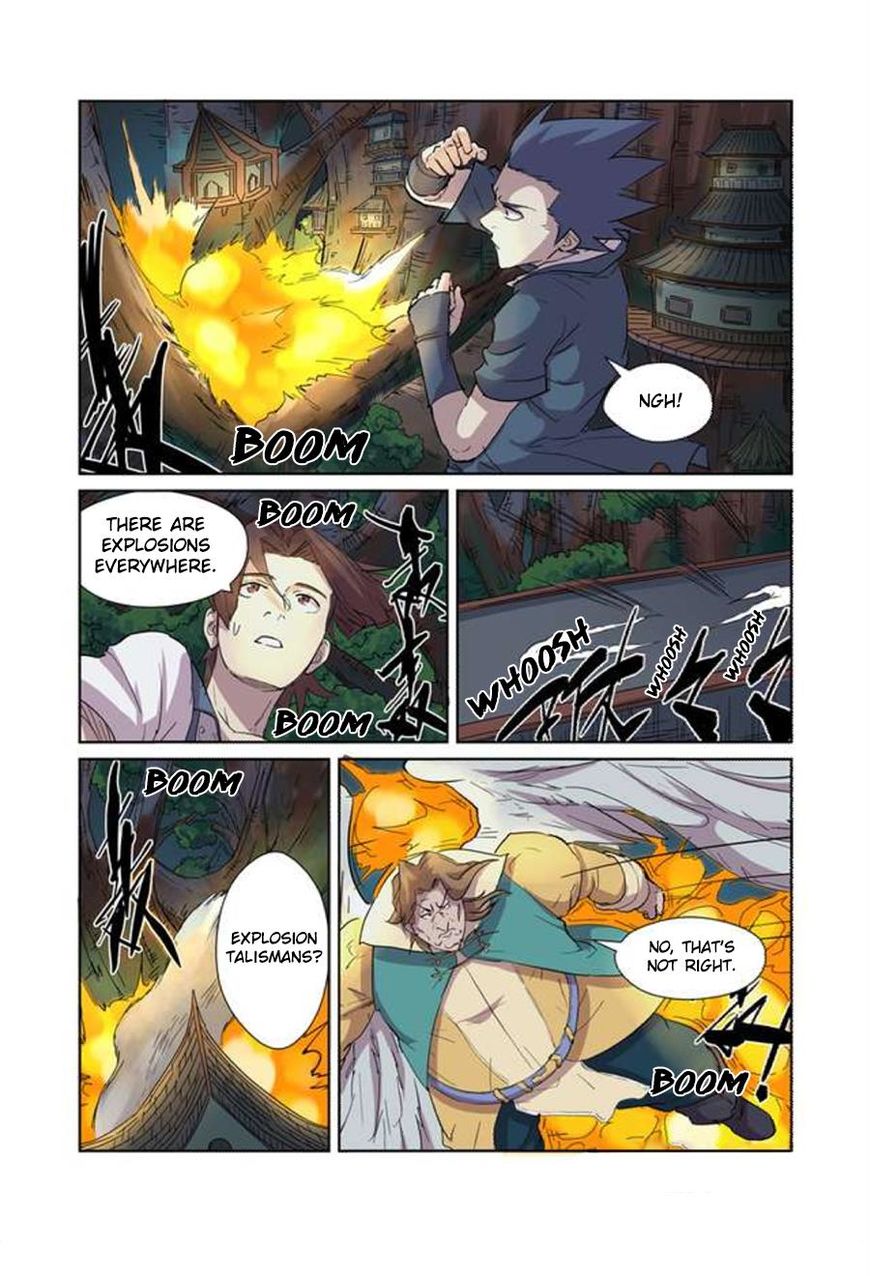 NGH!
BOOM
THERE ARE
EXPLOSIONS
EVERYWHERE.
BOOM
BOOM
WHOOSH
WHOOSH
WHOOSH
BOOM
EXPLOSION
TALISMANS?
NO, THAT'S
NOT RIGHT.
BOOM